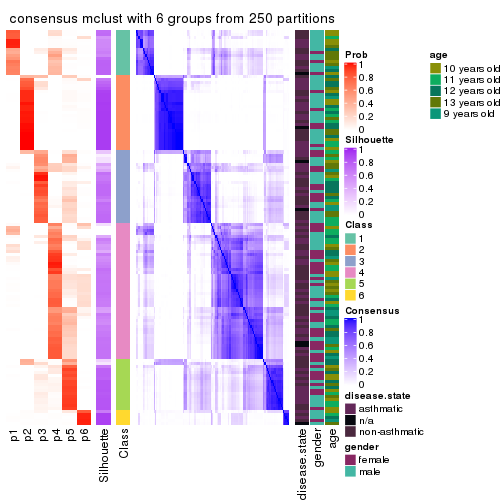 consensus mclust with 6 groups from 250 partitions
Prob
1
0.8
0.6
0.4
0.2
0
Silhouette
1
0.8
0.6
0.4
0.2
0
Class
1
2
3
4
5
6
Consensus
1
0.8
0.6
0.4
0.2
0
disease.state
asthmatic
n/a
non-asthmatic
gender
female
male
age
10 years old
11 years old
12 years old
13 years old
9 years old
p1
p2
p3
p4
p5
p6
Silhouette
Class
disease.state
gender
age